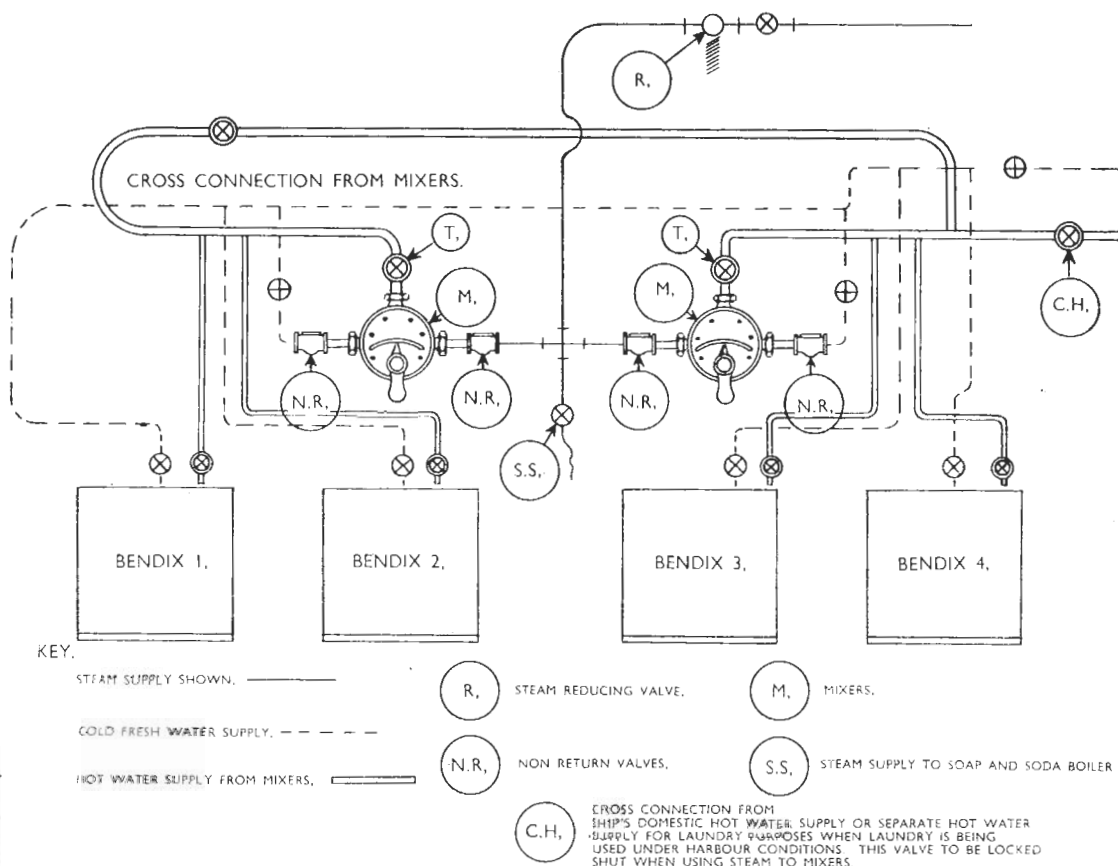 R,
CROSS CONNECTION FROM MIXERS.
T,
T,
M,
M,
C.H,
N.R,
N.R,
N.R,
N.R,
S.S,
BENDIX 1,
BENDIX 2,
BENDIX 3,
BENDIX 4,
KEY.
STEAM SUPPLY SHOWN,
R, STEAM REDUCING VALVE,
M, MIXERS,
COLD FRESH WATER SUPPLY,
N.R, NON RETURN VALVES,
S.S, STEAM SUPPLY TO SOAP AND SODA BOILER
HOT WATER SUPPLY FROM MIXERS,
C.H, CROSS CONNECTION FROM
SHIP'S DOMESTIC HOT WATER SUPPLY OR SEPARATE HOT WATER
SUPPLY FOR LAUNDRY PURPOSES WHEN LAUNDRY IS BEING
USED UNDER HARBOUR CONDITIONS. THIS VALVE TO BE LOCKED
SHUT WHEN USING STEAM TO MIXERS